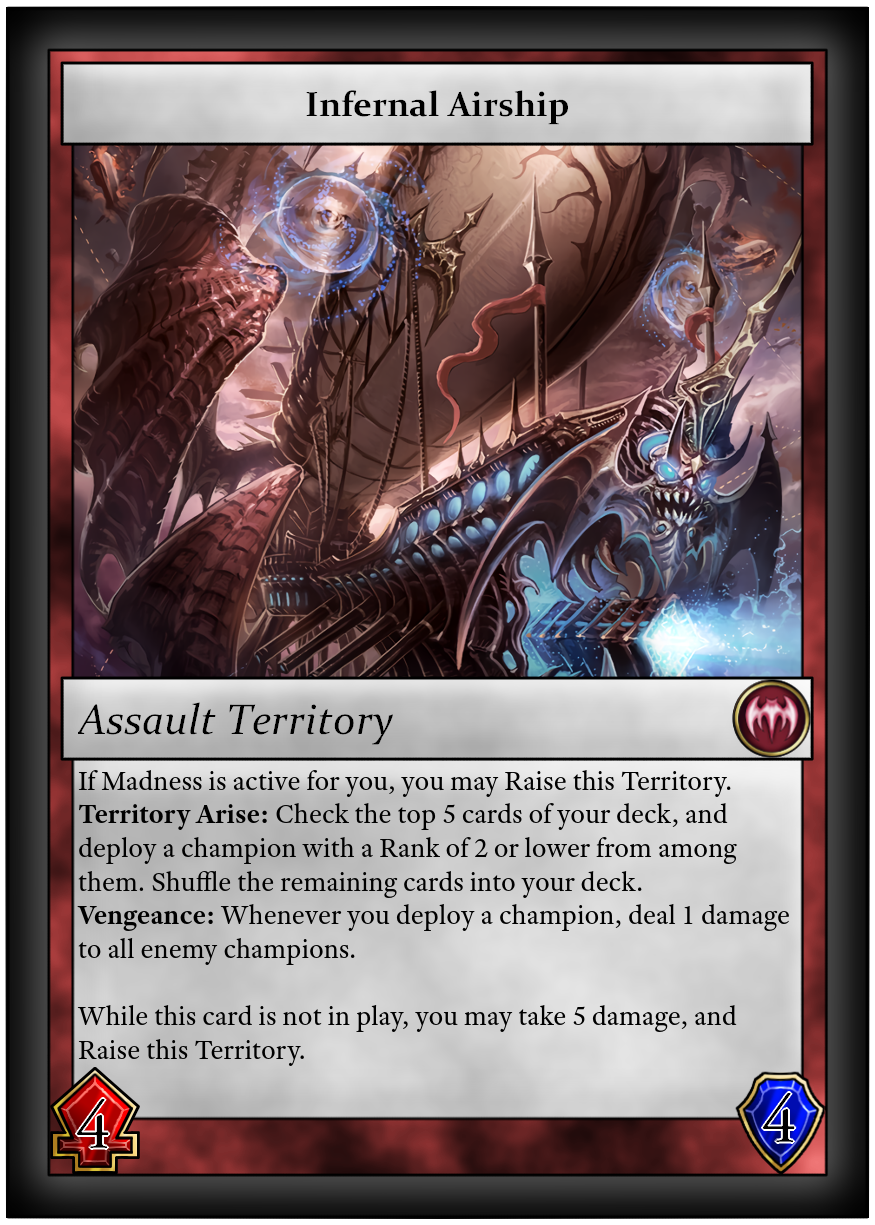 Infernal Airship
Assault Territory
If Madness is active for you, you may Raise this Territory.
Territory Arise: Check the top 5 cards of your deck, and
deploy a champion with a Rank of 2 or lower from among
them. Shuffle the remaining cards into your deck.
Vengeance: Whenever you deploy a champion, deal 1 damage
to all enemy champions.
While this card is not in play, you may take 5 damage, and
Raise this Territory.
4
4